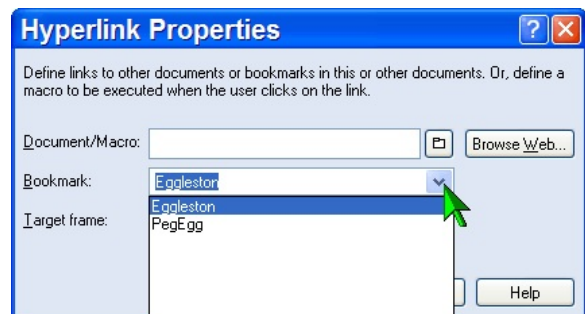 Hyperlink Properties
Define links to other documents or bookmarks in this or other documents. Or, define a
macro to be executed when the user clicks on the link.
Document/Macro:
Browse Web...
Bookmark:
Eggleston
Eggleston
PegEgg
Target frame:
Help